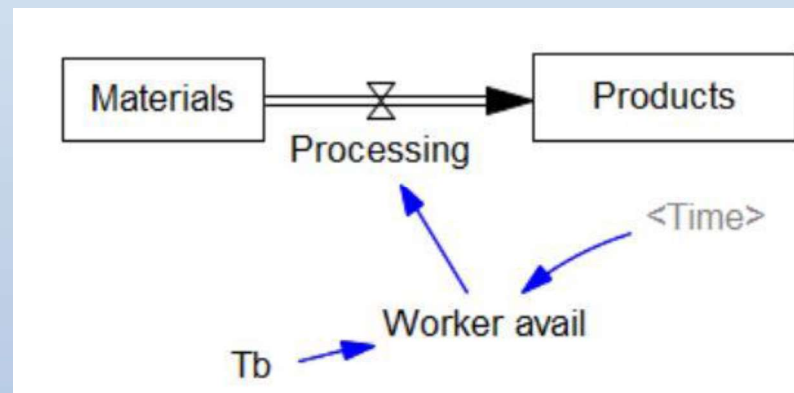 Materials
Products
Processing
<Time>
Worker avail
Tb